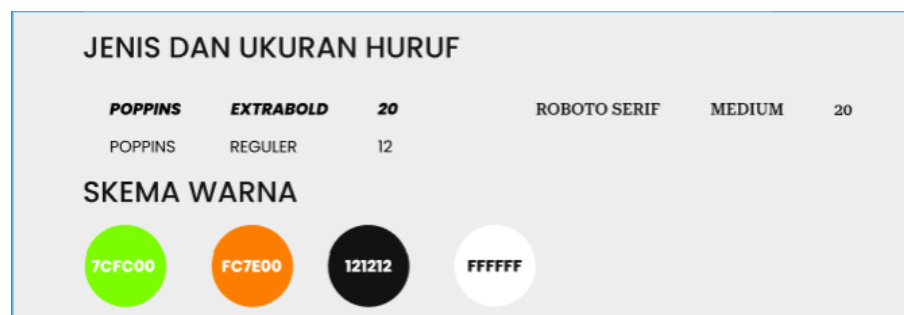 JENIS DAN UKURAN HURUF
POPPINS EXTRABOLD 20 ROBOTO SERIF MEDIUM 20
POPPINS REGULER 12
SKEMA WARNA
7CFC00 FC7E00 121212 FFFFFF